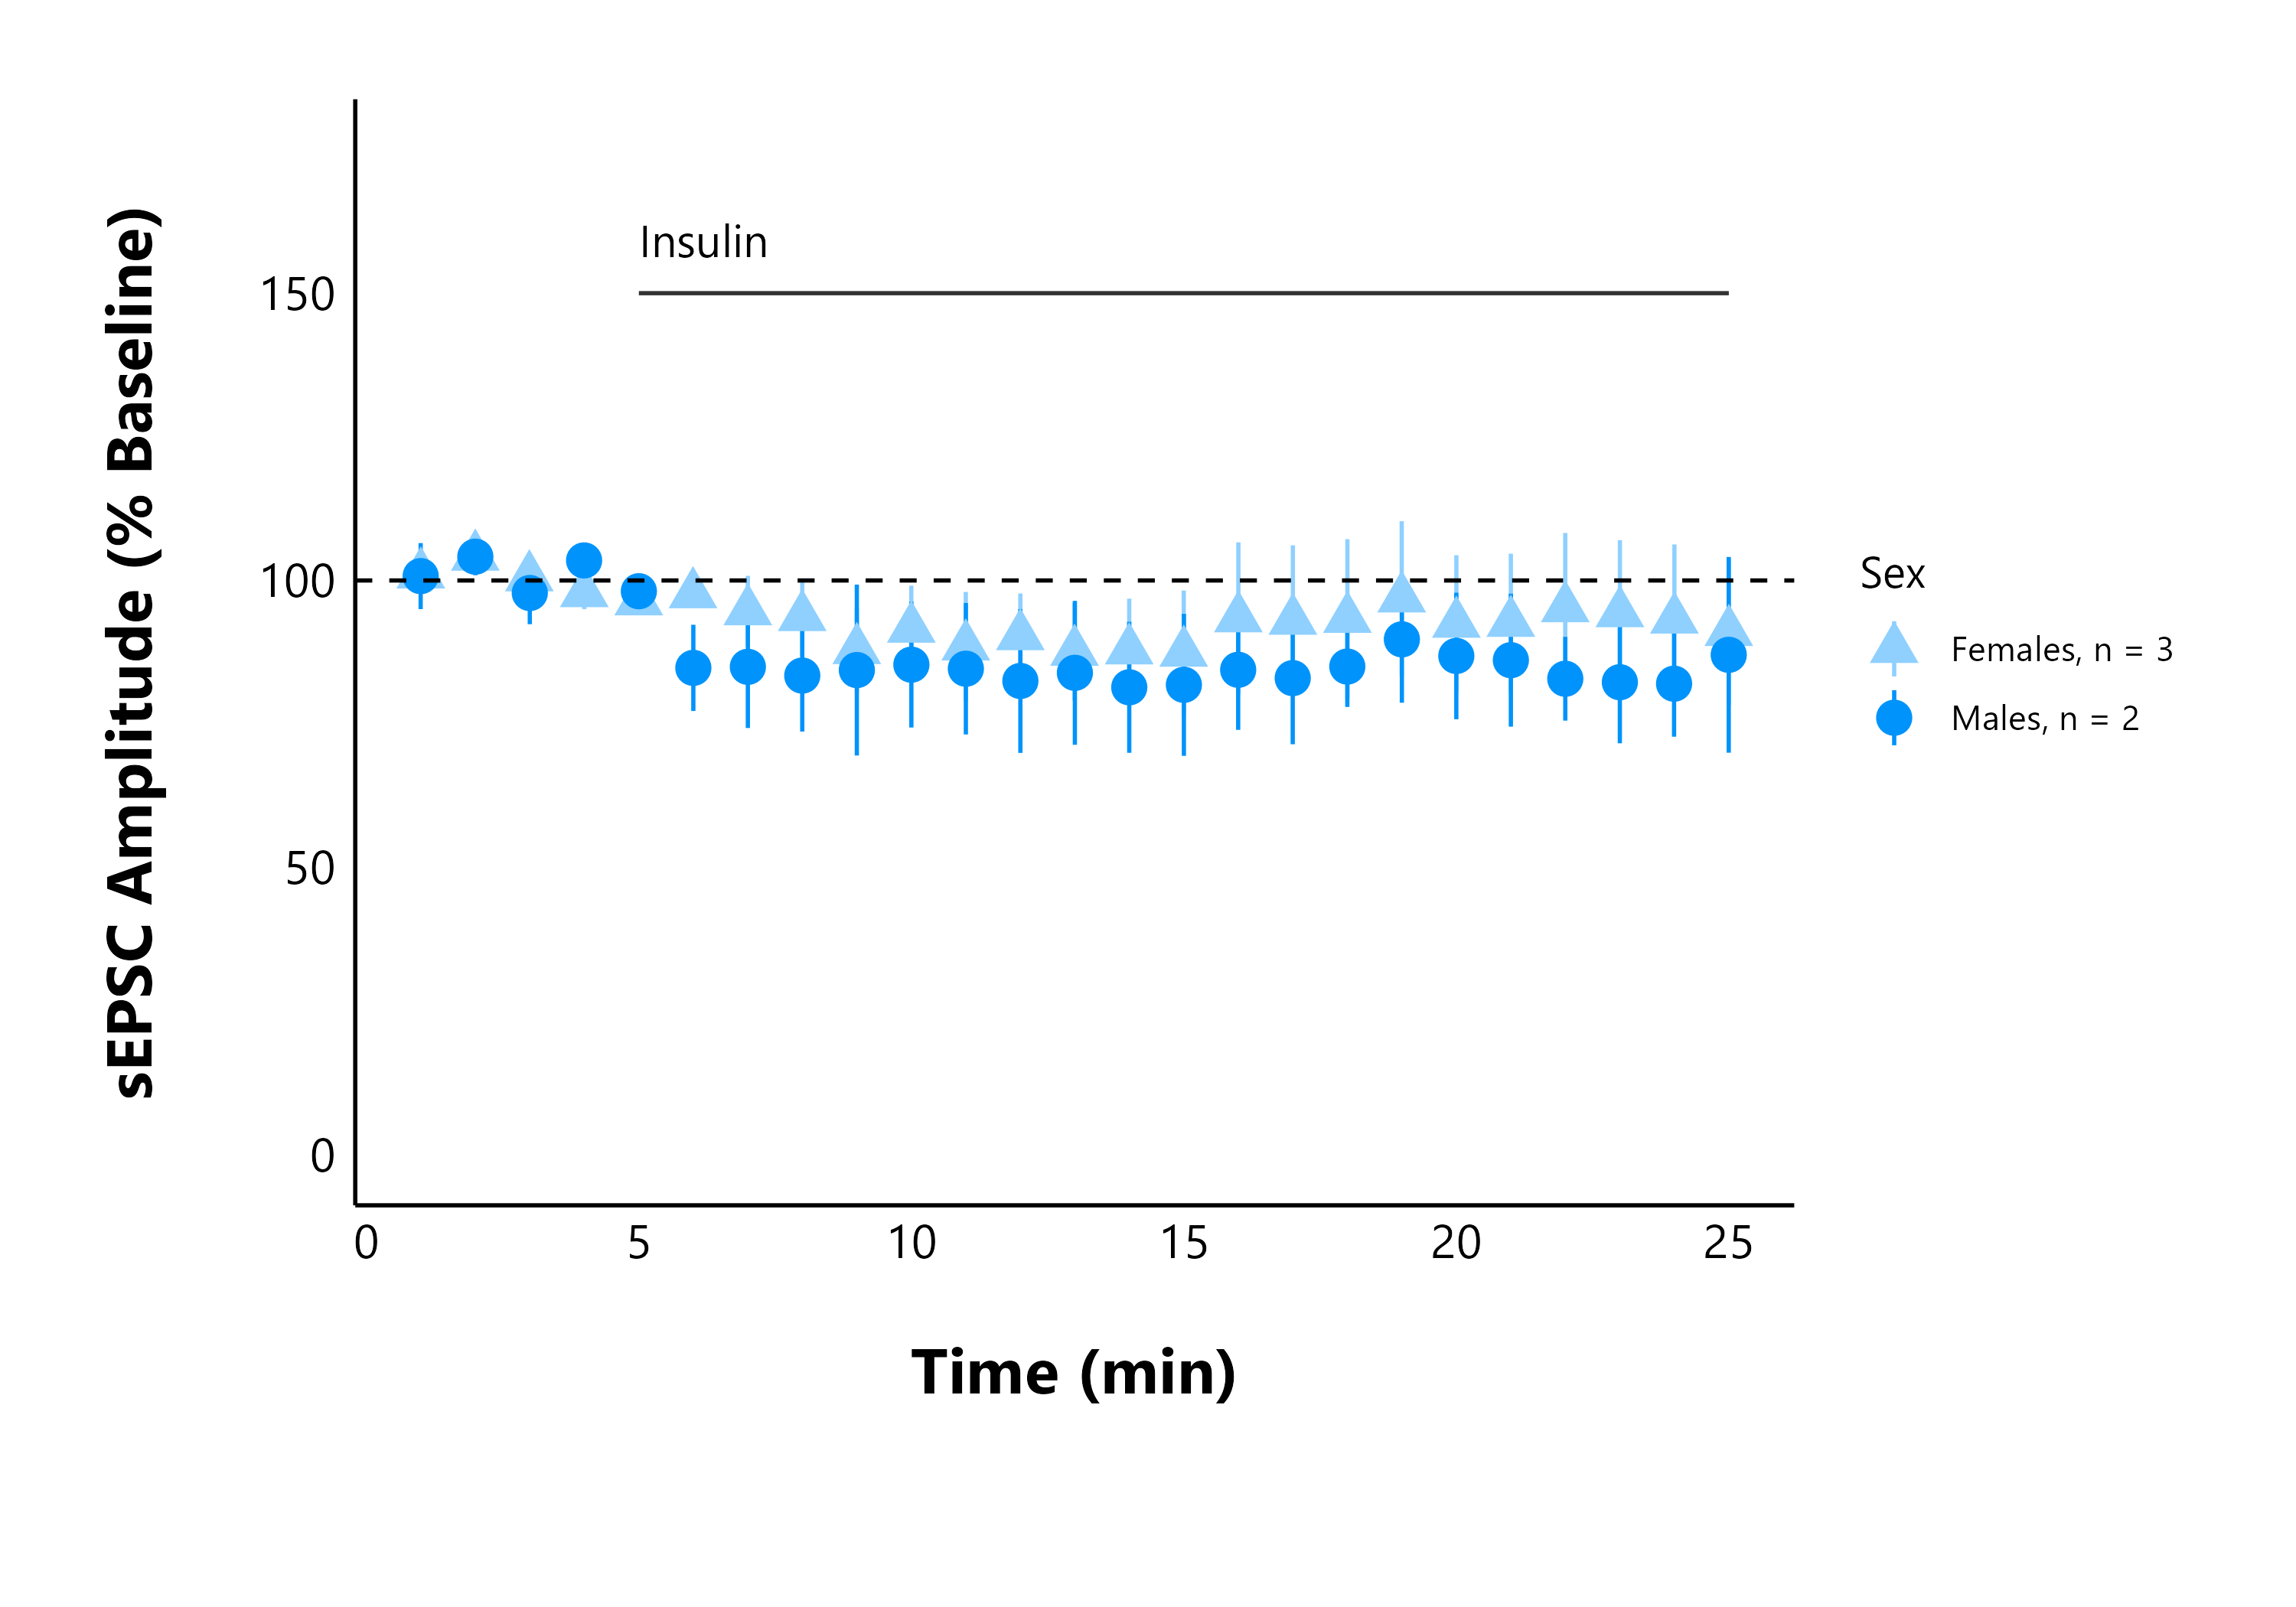 sEPSC Amplitude (% Baseline)
150
100
50
0
Insulin
0 5 10 15 20 25
Time (min)
Sex
Females, n = 3
Males, n = 2